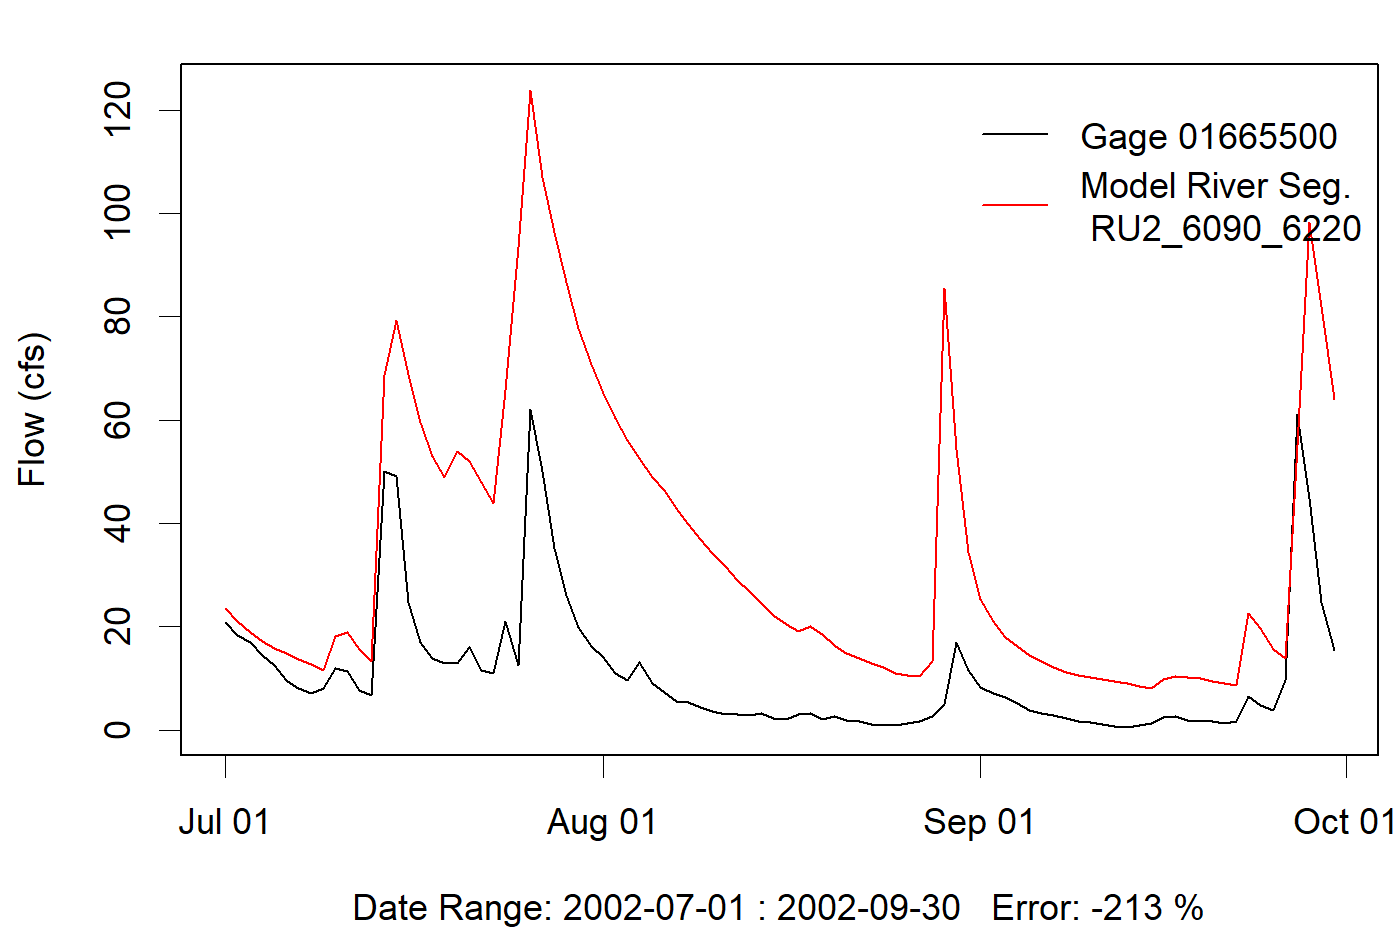 120
100
80
60
40
20
0
Flow (cfs)
Gage 01665500
Model River Seg.
RU2_6090_6220
Jul 01
Aug 01
Sep 01
Oct 01
Date Range: 2002-07-01 : 2002-09-30 Error: -213 %